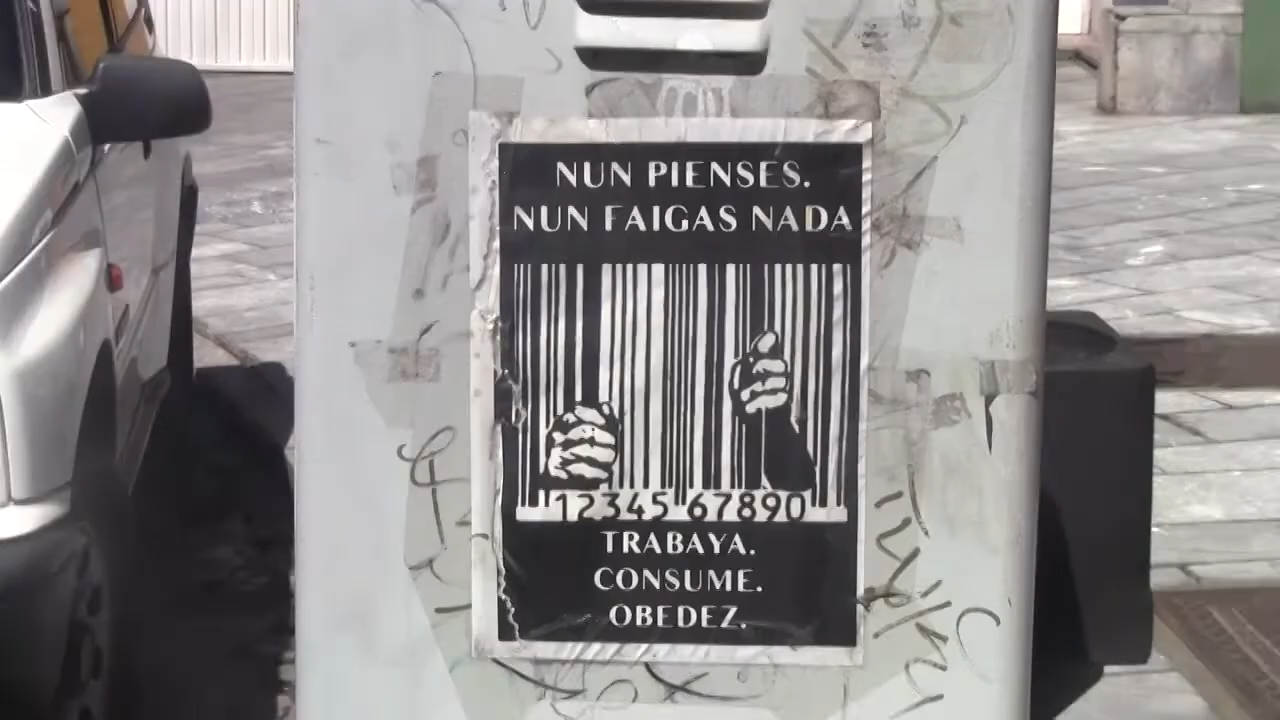 NUN PIENSES.
NUN FAIGAS NADA
12345 67890
TRABAYA.
CONSUME.
OBEDEZ.